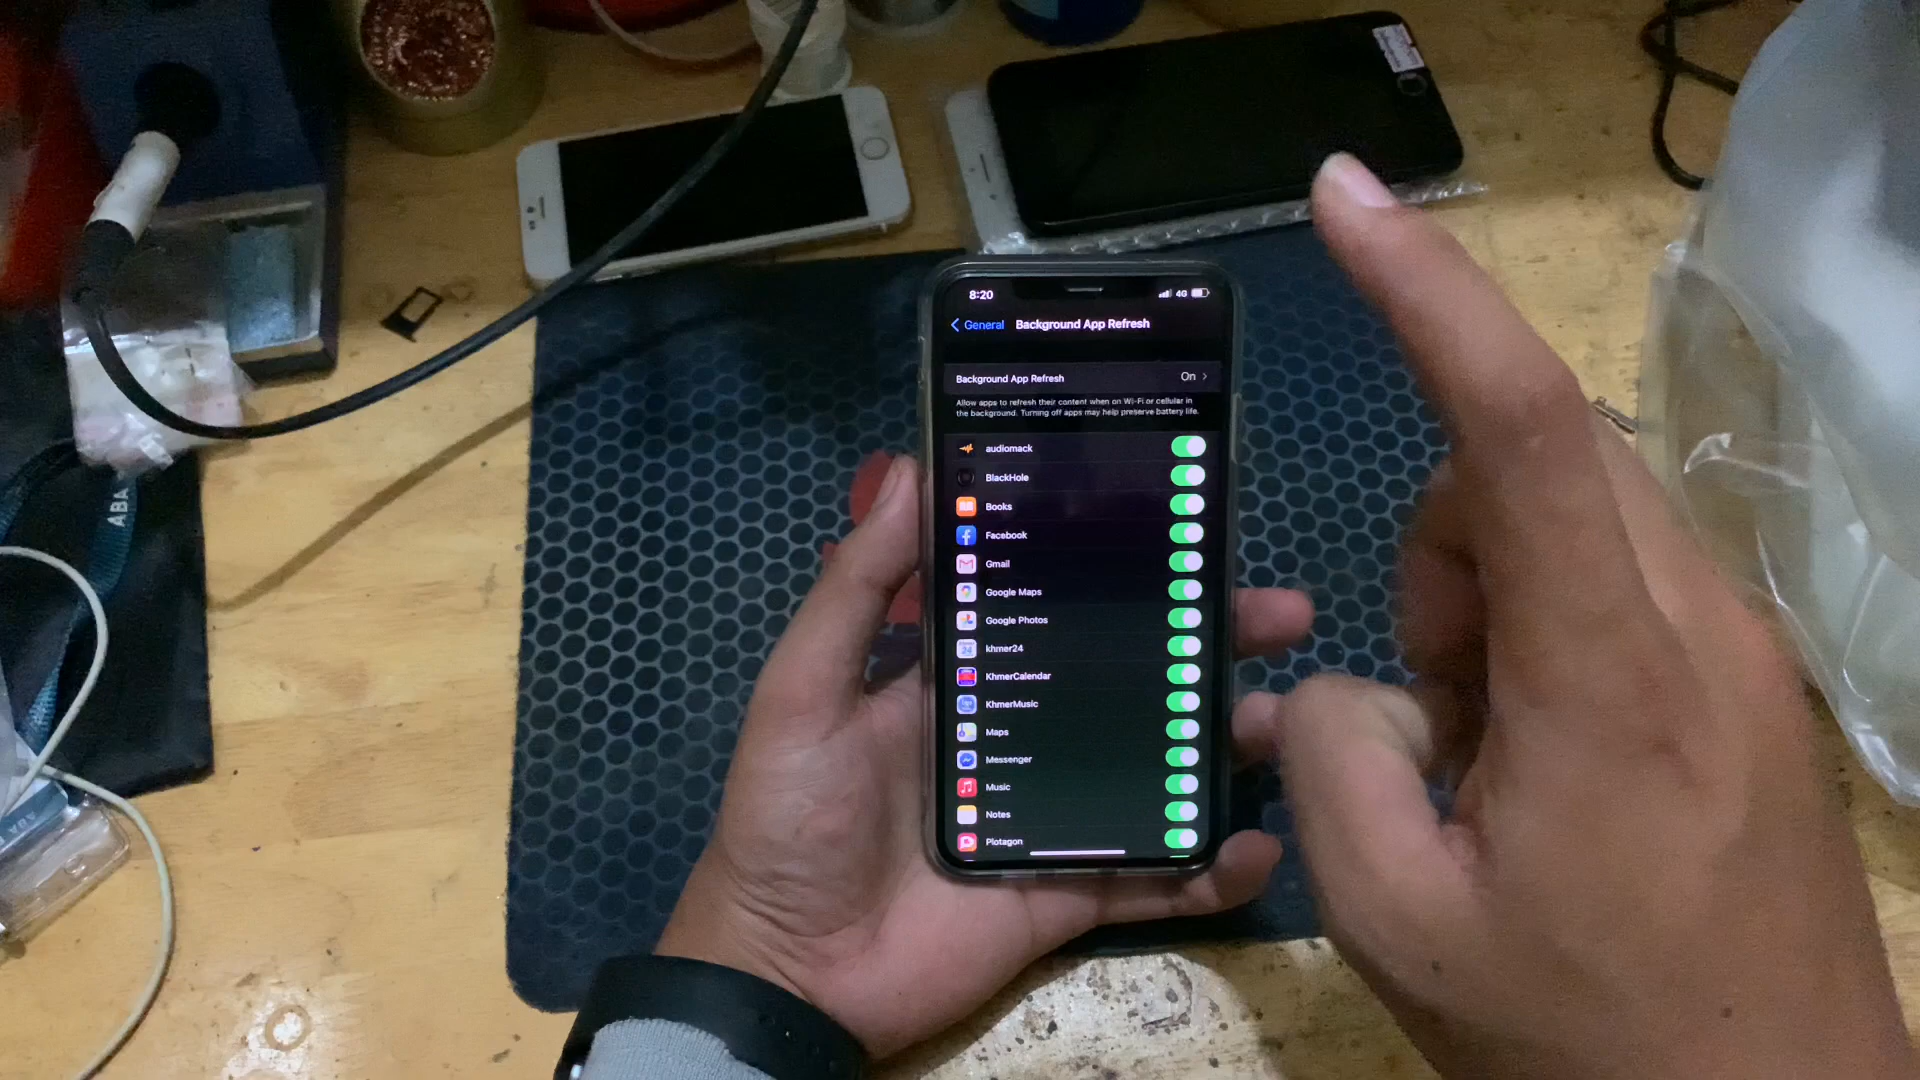 8:20
4G
General
Background App Refresh
Background App Refresh
On
Allow apps to refresh their content when on Wi-Fi or cellular in
the background. Turning off apps may help preserve battery life.
audiomack
BlackHole
Books
Facebook
Gmail
Google Maps
Google Photos
khmer24
KhmerCalendar
KhmerMusic
Maps
Messenger
Music
Notes
Plotagon
ABA
ABA